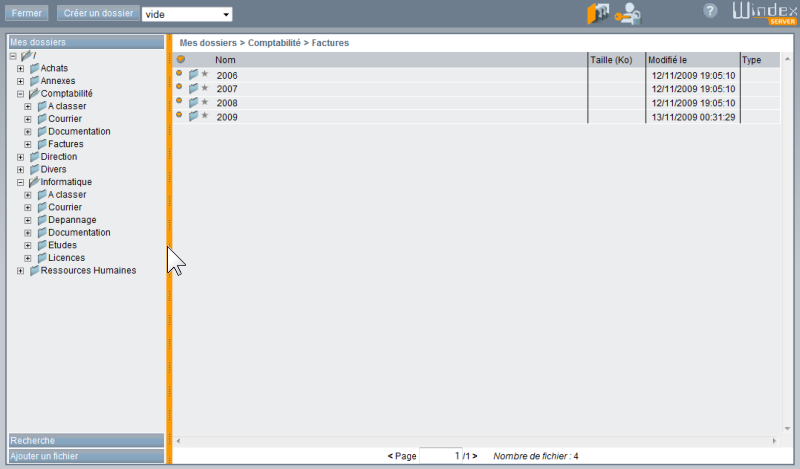 Fermer Créer un dossier vide ? Windex
SERVER
Mes dossiers
/
Achats
Annexes
Comptabilité
A classer
Courrier
Documentation
Factures
Direction
Divers
Informatique
A classer
Courrier
Depannage
Documentation
Etudes
Licences
Ressources Humaines
Recherche
Ajouter un fichier
Mes dossiers > Comptabilité > Factures
Nom Taille (Ko) Modifié le Type
2006 12/11/2009 19:05:10
2007 12/11/2009 19:05:10
2008 12/11/2009 19:05:10
2009 13/11/2009 00:31:29
< Page 1 /1 > Nombre de fichier : 4